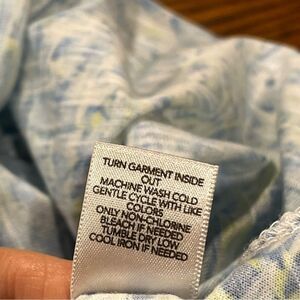 TURN GARMENT INSIDE
OUT
MACHINE WASH COLD
GENTLE CYCLE WITH LIKE
COLORS
ONLY NON-CHLORINE
BLEACH IF NEEDED
TUMBLE DRY LOW
COOL IRON IF NEEDED